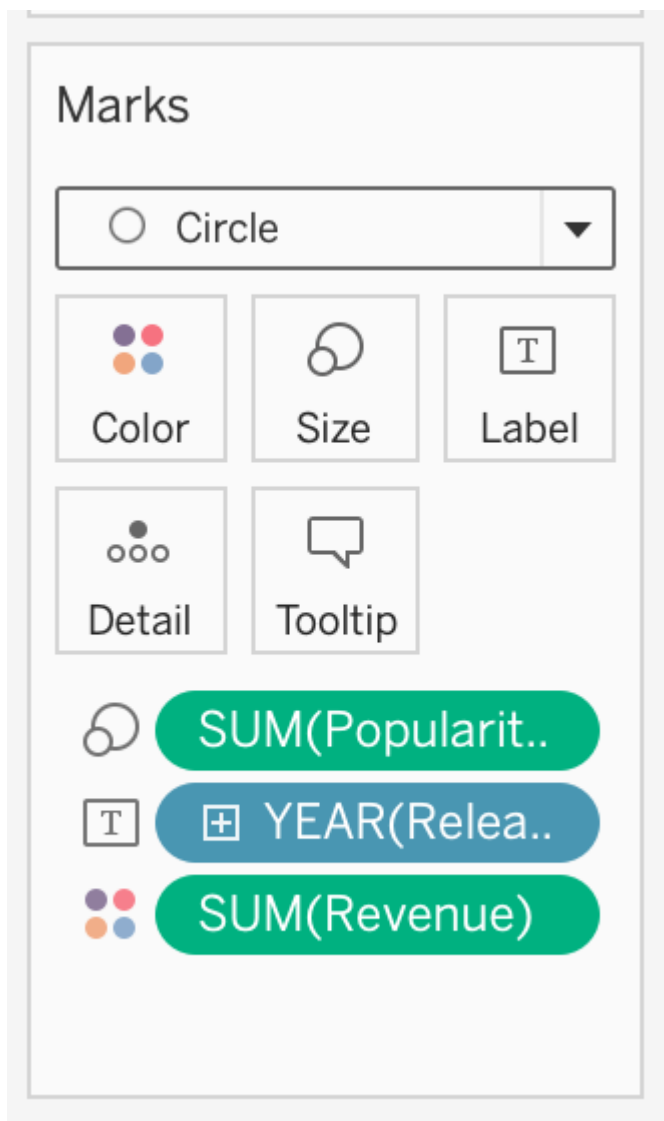 Marks
Circle
Color
Size
T
Label
Detail
Tooltip
SUM(Popularit..
T
YEAR(Relea..
SUM(Revenue)